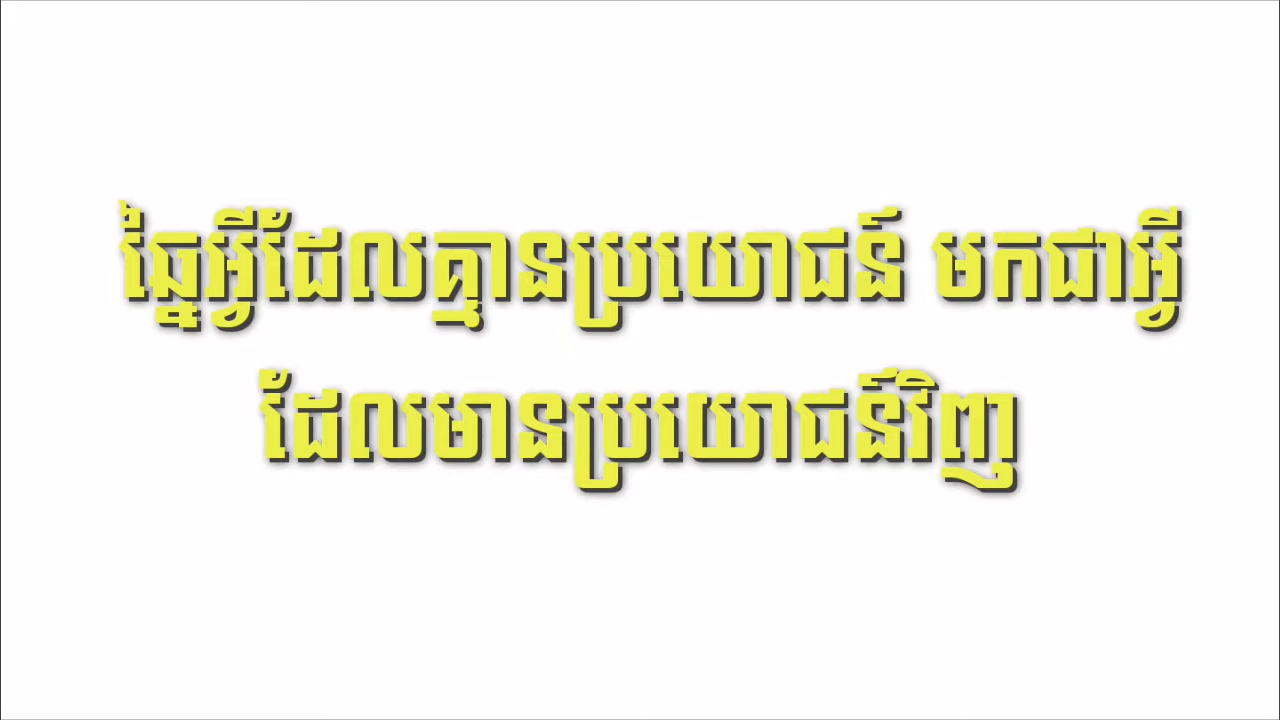 ឆ្នៃអ្វីដែលគ្មានប្រយោជន៍ មកជាអ្វី
ដែលមានប្រយោជន៍វិញ